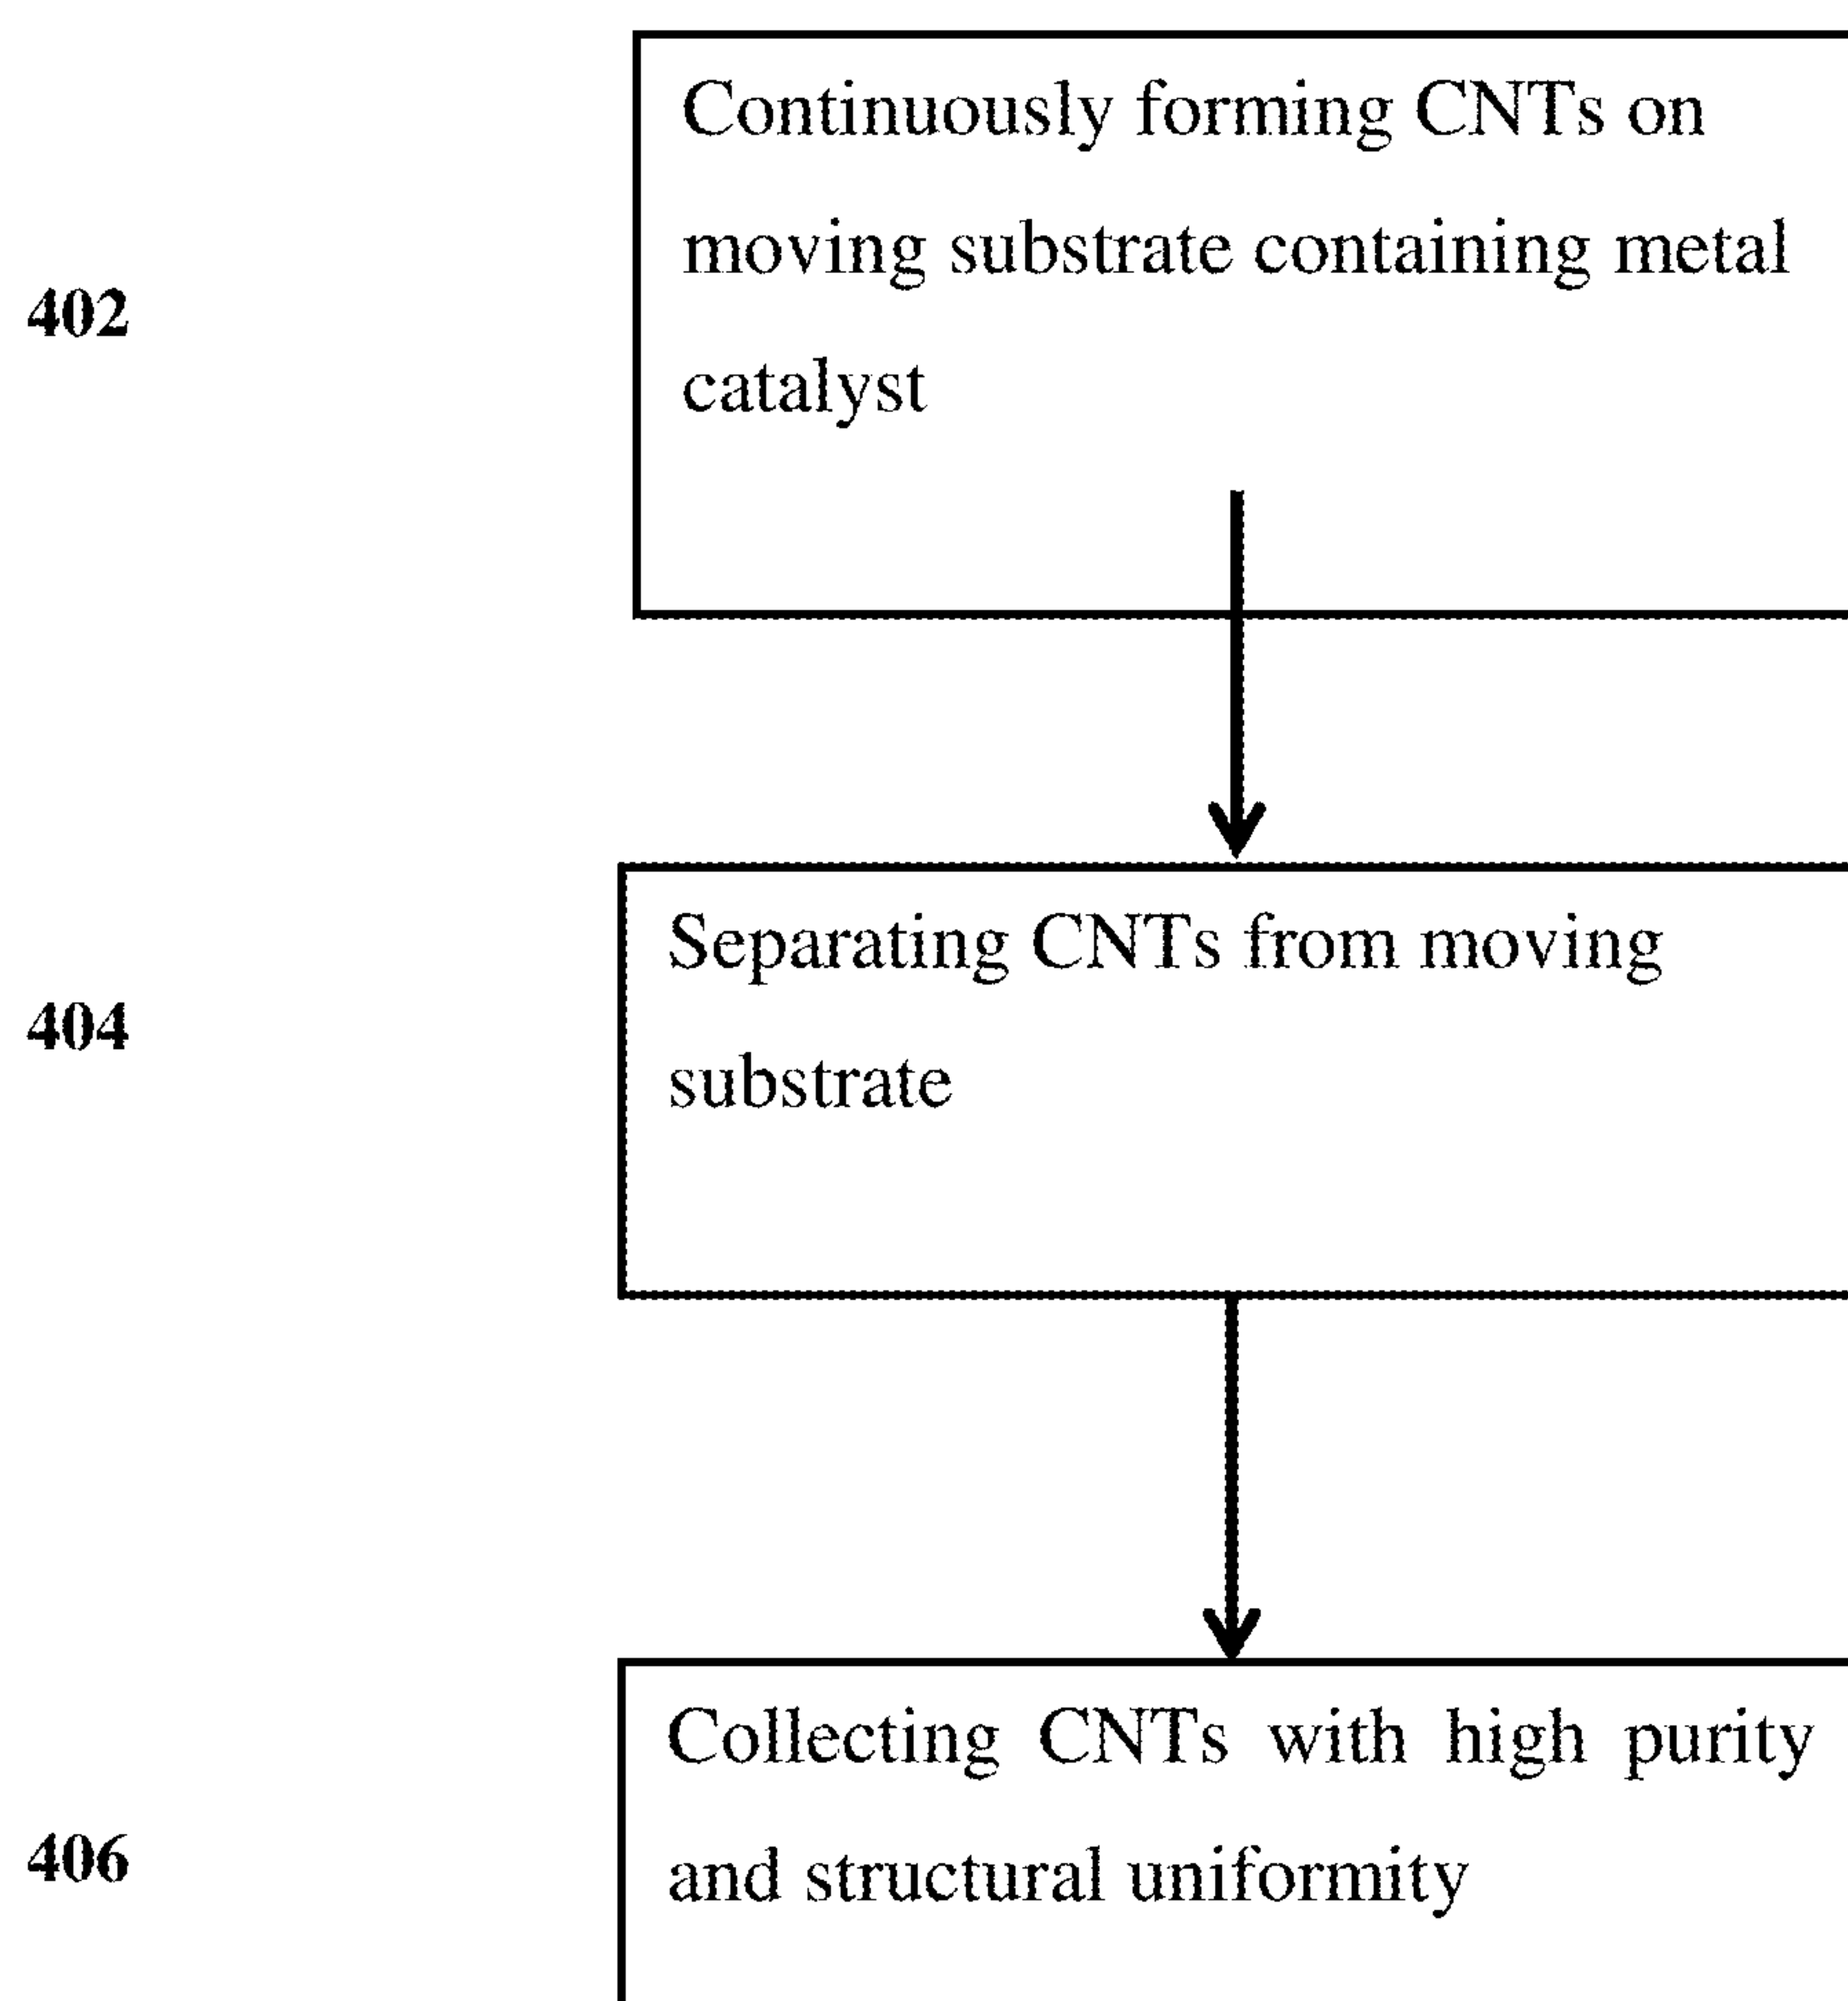 Continuously forming CNTs on
moving substrate containing metal
402
catalyst
Separating CNTs from moving
404
substrate
Collecting CNTs with high purity
406
and structural uniformity